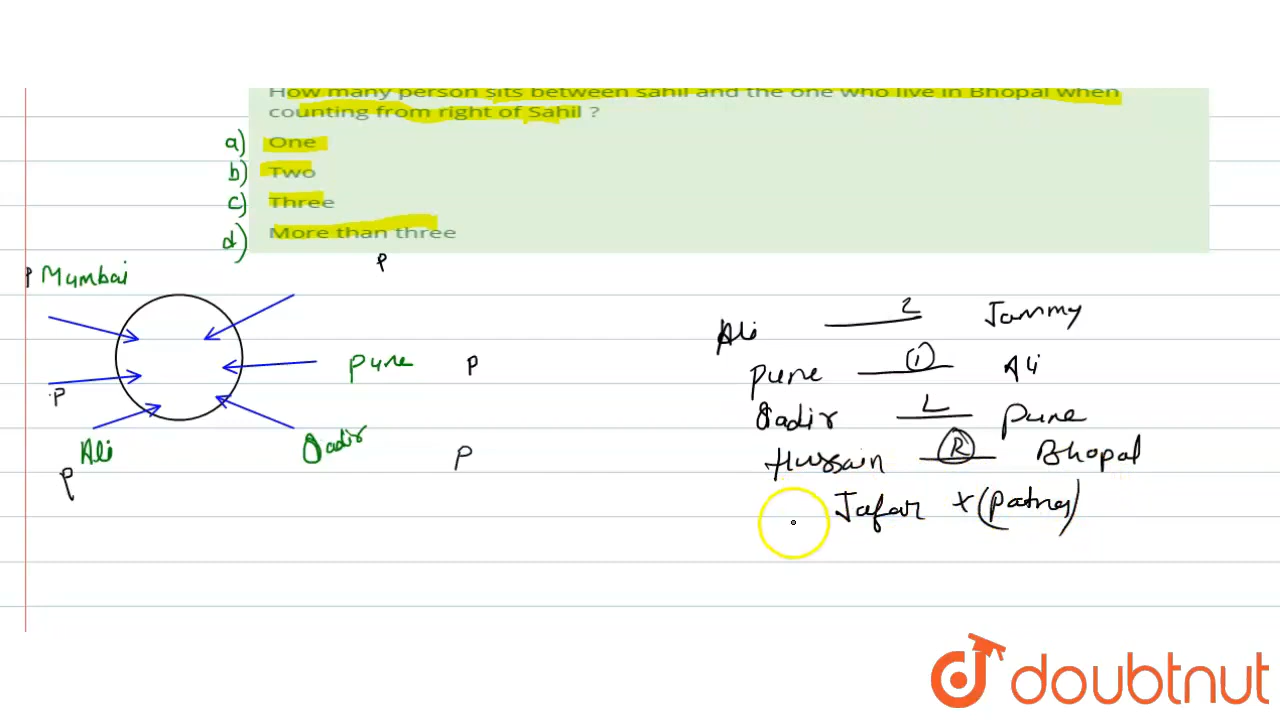 How many person sits between sahil and the one who live in Bhopal when
counting from right of Sahil ?
a) One
b) Two
c) Three
d) More than three
P
P Mumbai
Pune P
P
Ali
P
Qadir
P
Ali 2 Jammy
Pune 1 Ali
Qadir L Pune
Hussain R Bhopal
Jafar × (Patna)
doubtnut